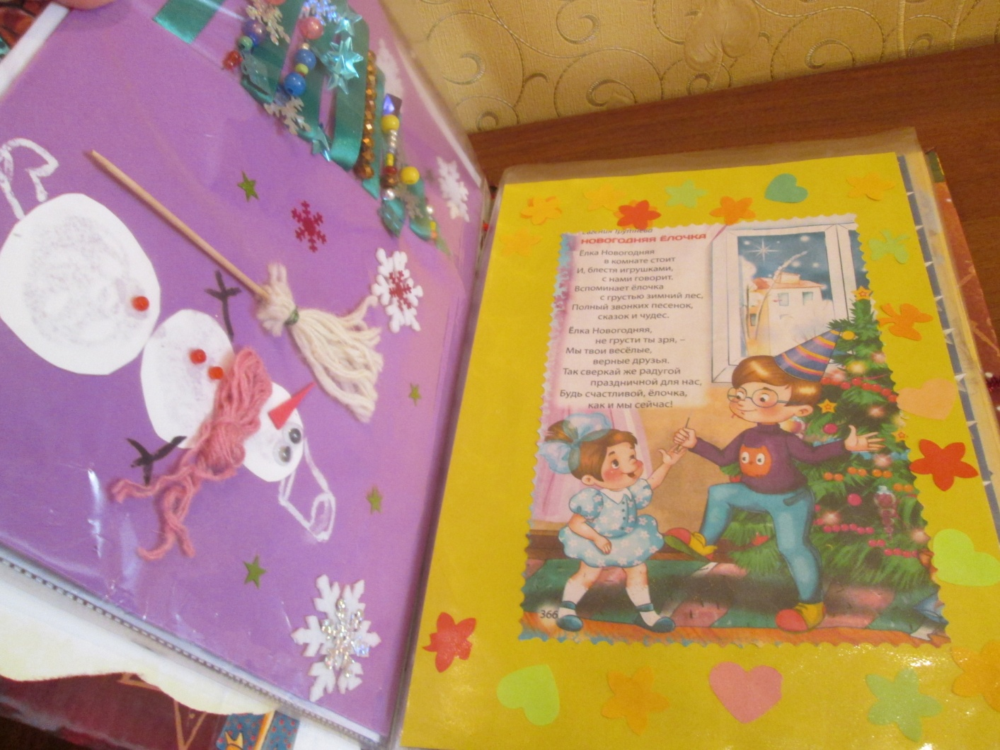 Евгения Трутнева
НОВОГОДНЯЯ ЁЛОЧКА
Ёлка Новогодняя
в комнате стоит
И, блестя игрушками,
с нами говорит.
Вспоминает ёлочка
с грустью зимний лес,
Полный звонких песенок,
сказок и чудес.
Ёлка Новогодняя,
не грусти ты зря, –
Мы твои весёлые,
верные друзья.
Так сверкай же радугой
праздничной для нас,
Будь счастливой, ёлочка,
как и мы сейчас!
366